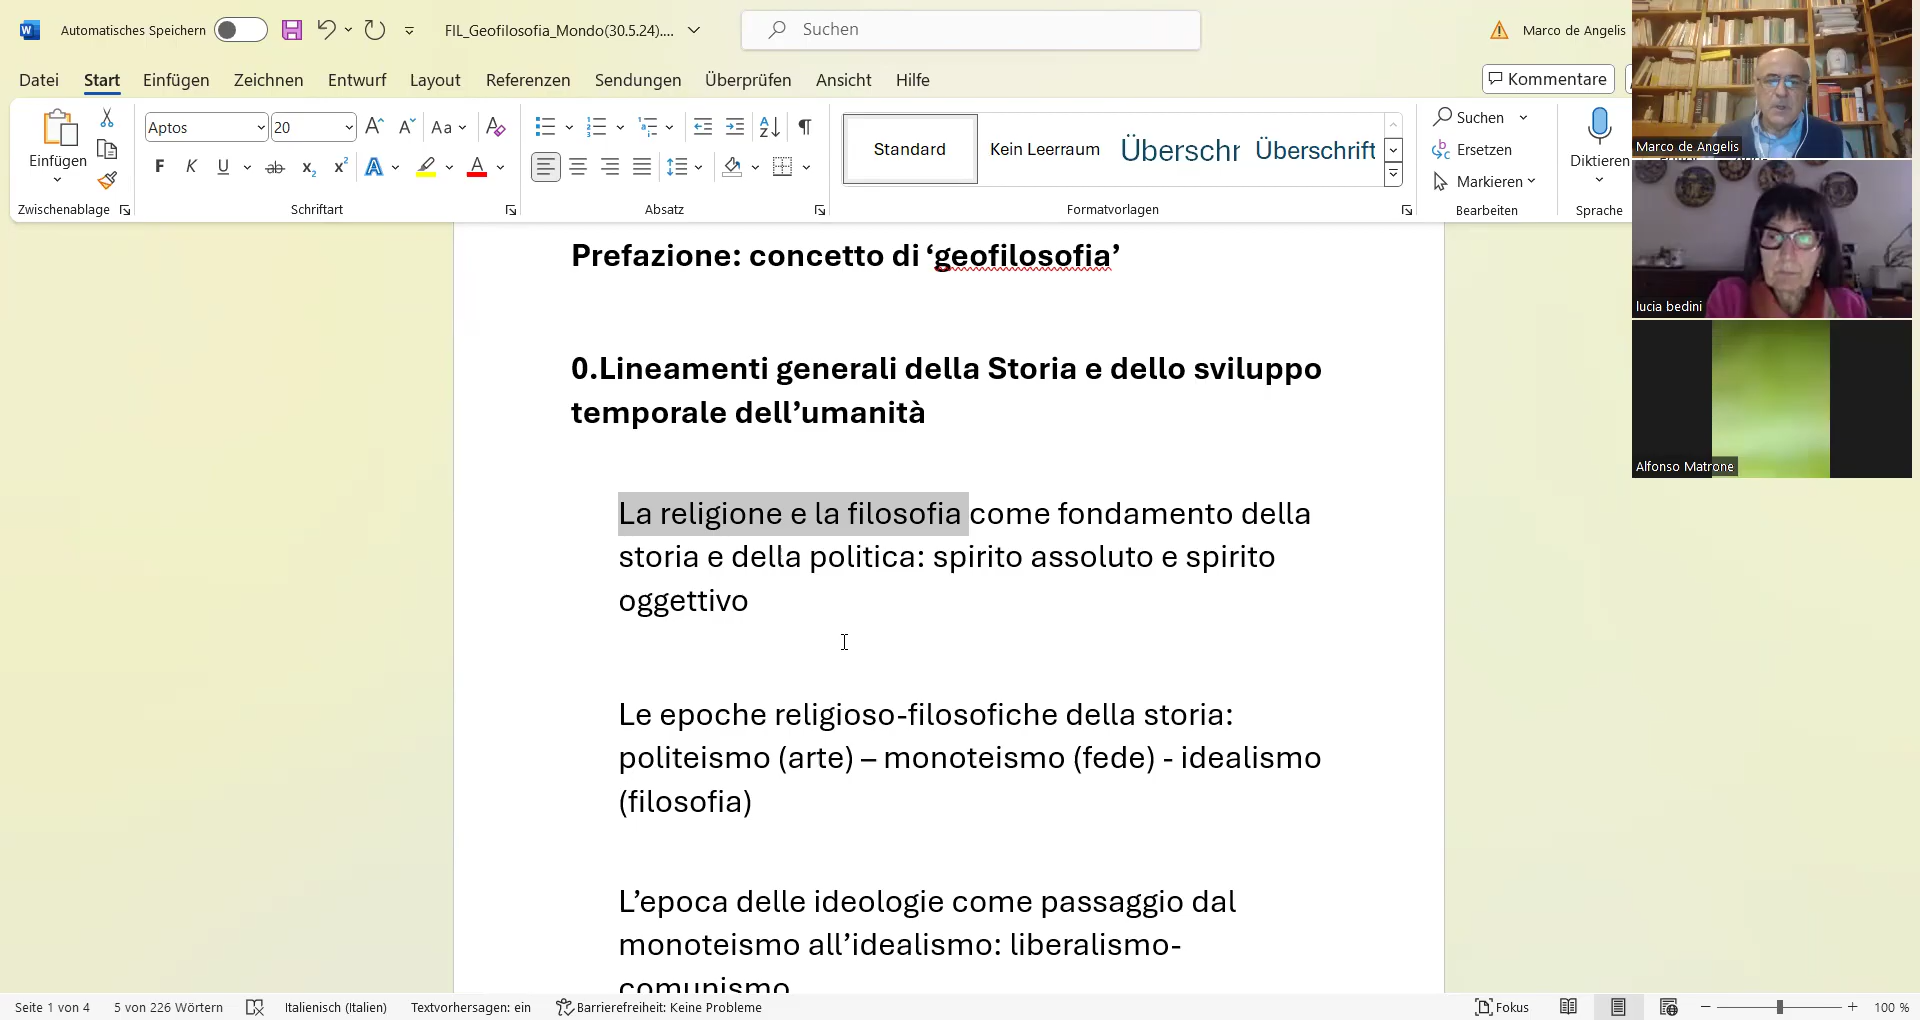 Automatisches Speichern
FIL_Geofilosofia_Mondo(30.5.24)....
Suchen
Marco de Angelis
Datei Start Einfügen Zeichnen Entwurf Layout Referenzen Sendungen Überprüfen Ansicht Hilfe
Kommentare
Einfügen
Zwischenablage
Aptos 20
Schriftart
Absatz
Standard Kein Leerraum Überschr Überschrift
Formatvorlagen
Suchen
Ersetzen
Markieren
Bearbeiten
Diktieren
Sprache
Marco de Angelis
lucia bedini
Alfonso Matrone
Prefazione: concetto di ‘geofilosofia’
0.Lineamenti generali della Storia e dello sviluppo
temporale dell’umanità
La religione e la filosofia come fondamento della
storia e della politica: spirito assoluto e spirito
oggettivo
Le epoche religioso-filosofiche della storia:
politeismo (arte) – monoteismo (fede) - idealismo
(filosofia)
L’epoca delle ideologie come passaggio dal
monoteismo all’idealismo: liberalismo-
comunismo
Seite 1 von 4 5 von 226 Wörtern Italienisch (Italien) Textvorhersagen: ein Barrierefreiheit: Keine Probleme Fokus 100 %